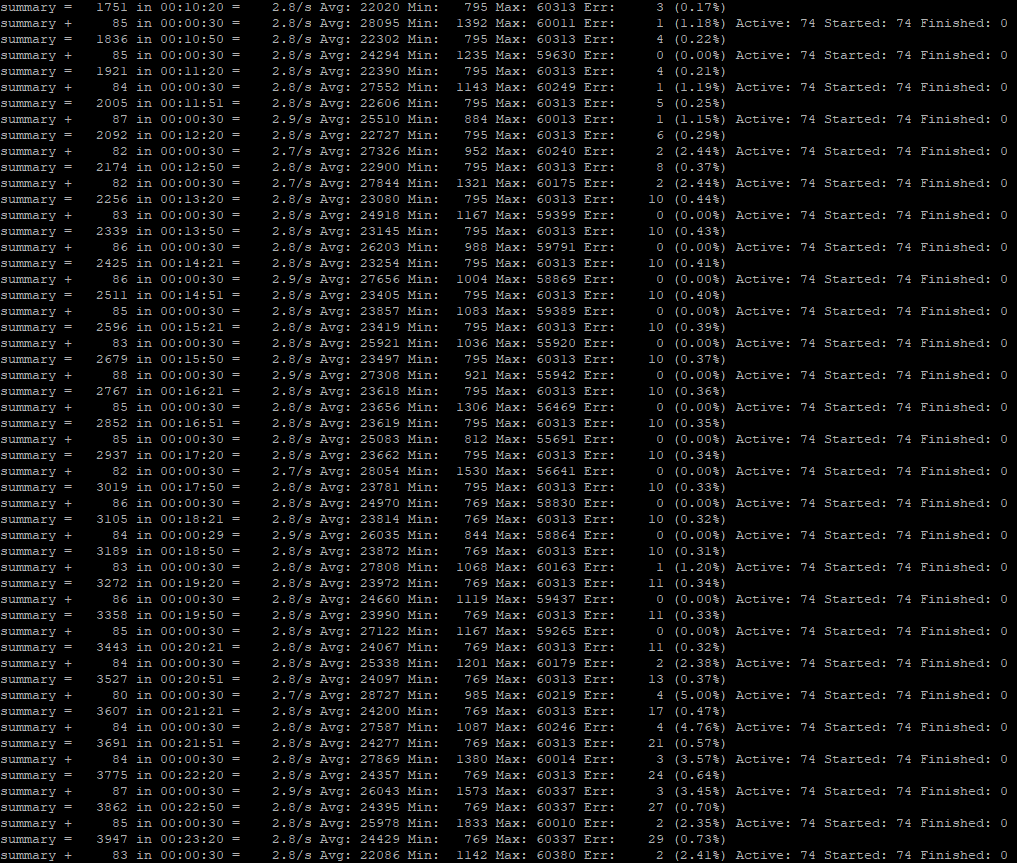 summary =   1751 in 00:10:20 =    2.8/s Avg: 22020 Min:   795 Max: 60313 Err:     3 (0.17%)
summary +     85 in 00:00:30 =    2.8/s Avg: 28095 Min:  1392 Max: 60011 Err:     1 (1.18%) Active: 74 Started: 74 Finished: 0
summary =   1836 in 00:10:50 =    2.8/s Avg: 22302 Min:   795 Max: 60313 Err:     4 (0.22%)
summary +     85 in 00:00:30 =    2.8/s Avg: 24294 Min:  1235 Max: 59630 Err:     0 (0.00%) Active: 74 Started: 74 Finished: 0
summary =   1921 in 00:11:20 =    2.8/s Avg: 22390 Min:   795 Max: 60313 Err:     4 (0.21%)
summary +     84 in 00:00:30 =    2.8/s Avg: 27552 Min:  1143 Max: 60249 Err:     1 (1.19%) Active: 74 Started: 74 Finished: 0
summary =   2005 in 00:11:51 =    2.8/s Avg: 22606 Min:   795 Max: 60313 Err:     5 (0.25%)
summary +     87 in 00:00:30 =    2.9/s Avg: 25510 Min:   884 Max: 60013 Err:     1 (1.15%) Active: 74 Started: 74 Finished: 0
summary =   2092 in 00:12:20 =    2.8/s Avg: 22727 Min:   795 Max: 60313 Err:     6 (0.29%)
summary +     82 in 00:00:30 =    2.7/s Avg: 27326 Min:   952 Max: 60240 Err:     2 (2.44%) Active: 74 Started: 74 Finished: 0
summary =   2174 in 00:12:50 =    2.8/s Avg: 22900 Min:   795 Max: 60313 Err:     8 (0.37%)
summary +     82 in 00:00:30 =    2.7/s Avg: 27844 Min:  1321 Max: 60175 Err:     2 (2.44%) Active: 74 Started: 74 Finished: 0
summary =   2256 in 00:13:20 =    2.8/s Avg: 23080 Min:   795 Max: 60313 Err:    10 (0.44%)
summary +     83 in 00:00:30 =    2.8/s Avg: 24918 Min:  1167 Max: 59399 Err:     0 (0.00%) Active: 74 Started: 74 Finished: 0
summary =   2339 in 00:13:50 =    2.8/s Avg: 23145 Min:   795 Max: 60313 Err:    10 (0.43%)
summary +     86 in 00:00:30 =    2.8/s Avg: 26203 Min:   988 Max: 59791 Err:     0 (0.00%) Active: 74 Started: 74 Finished: 0
summary =   2425 in 00:14:21 =    2.8/s Avg: 23254 Min:   795 Max: 60313 Err:    10 (0.41%)
summary +     86 in 00:00:30 =    2.9/s Avg: 27656 Min:  1004 Max: 58869 Err:     0 (0.00%) Active: 74 Started: 74 Finished: 0
summary =   2511 in 00:14:51 =    2.8/s Avg: 23405 Min:   795 Max: 60313 Err:    10 (0.40%)
summary +     85 in 00:00:30 =    2.8/s Avg: 23857 Min:  1083 Max: 59389 Err:     0 (0.00%) Active: 74 Started: 74 Finished: 0
summary =   2596 in 00:15:21 =    2.8/s Avg: 23419 Min:   795 Max: 60313 Err:    10 (0.39%)
summary +     83 in 00:00:30 =    2.8/s Avg: 25921 Min:  1036 Max: 55920 Err:     0 (0.00%) Active: 74 Started: 74 Finished: 0
summary =   2679 in 00:15:50 =    2.8/s Avg: 23497 Min:   795 Max: 60313 Err:    10 (0.37%)
summary +     88 in 00:00:30 =    2.9/s Avg: 27308 Min:   921 Max: 55942 Err:     0 (0.00%) Active: 74 Started: 74 Finished: 0
summary =   2767 in 00:16:21 =    2.8/s Avg: 23618 Min:   795 Max: 60313 Err:    10 (0.36%)
summary +     85 in 00:00:30 =    2.8/s Avg: 23656 Min:  1306 Max: 56469 Err:     0 (0.00%) Active: 74 Started: 74 Finished: 0
summary =   2852 in 00:16:51 =    2.8/s Avg: 23619 Min:   795 Max: 60313 Err:    10 (0.35%)
summary +     85 in 00:00:30 =    2.8/s Avg: 25083 Min:   812 Max: 55691 Err:     0 (0.00%) Active: 74 Started: 74 Finished: 0
summary =   2937 in 00:17:20 =    2.8/s Avg: 23662 Min:   795 Max: 60313 Err:    10 (0.34%)
summary +     82 in 00:00:30 =    2.7/s Avg: 28054 Min:  1530 Max: 56641 Err:     0 (0.00%) Active: 74 Started: 74 Finished: 0
summary =   3019 in 00:17:50 =    2.8/s Avg: 23781 Min:   795 Max: 60313 Err:    10 (0.33%)
summary +     86 in 00:00:30 =    2.8/s Avg: 24970 Min:   769 Max: 58830 Err:     0 (0.00%) Active: 74 Started: 74 Finished: 0
summary =   3105 in 00:18:21 =    2.8/s Avg: 23814 Min:   769 Max: 60313 Err:    10 (0.32%)
summary +     84 in 00:00:29 =    2.9/s Avg: 26035 Min:   844 Max: 58864 Err:     0 (0.00%) Active: 74 Started: 74 Finished: 0
summary =   3189 in 00:18:50 =    2.8/s Avg: 23872 Min:   769 Max: 60313 Err:    10 (0.31%)
summary +     83 in 00:00:30 =    2.8/s Avg: 27808 Min:  1068 Max: 60163 Err:     1 (1.20%) Active: 74 Started: 74 Finished: 0
summary =   3272 in 00:19:20 =    2.8/s Avg: 23972 Min:   769 Max: 60313 Err:    11 (0.34%)
summary +     86 in 00:00:30 =    2.8/s Avg: 24660 Min:  1119 Max: 59437 Err:     0 (0.00%) Active: 74 Started: 74 Finished: 0
summary =   3358 in 00:19:50 =    2.8/s Avg: 23990 Min:   769 Max: 60313 Err:    11 (0.33%)
summary +     85 in 00:00:30 =    2.8/s Avg: 27122 Min:  1167 Max: 59265 Err:     0 (0.00%) Active: 74 Started: 74 Finished: 0
summary =   3443 in 00:20:21 =    2.8/s Avg: 24067 Min:   769 Max: 60313 Err:    11 (0.32%)
summary +     84 in 00:00:30 =    2.8/s Avg: 25338 Min:  1201 Max: 60179 Err:     2 (2.38%) Active: 74 Started: 74 Finished: 0
summary =   3527 in 00:20:51 =    2.8/s Avg: 24097 Min:   769 Max: 60313 Err:    13 (0.37%)
summary +     80 in 00:00:30 =    2.7/s Avg: 28727 Min:   985 Max: 60219 Err:     4 (5.00%) Active: 74 Started: 74 Finished: 0
summary =   3607 in 00:21:21 =    2.8/s Avg: 24200 Min:   769 Max: 60313 Err:    17 (0.47%)
summary +     84 in 00:00:30 =    2.8/s Avg: 27587 Min:  1087 Max: 60246 Err:     4 (4.76%) Active: 74 Started: 74 Finished: 0
summary =   3691 in 00:21:51 =    2.8/s Avg: 24277 Min:   769 Max: 60313 Err:    21 (0.57%)
summary +     84 in 00:00:30 =    2.8/s Avg: 27869 Min:  1380 Max: 60014 Err:     3 (3.57%) Active: 74 Started: 74 Finished: 0
summary =   3775 in 00:22:20 =    2.8/s Avg: 24357 Min:   769 Max: 60313 Err:    24 (0.64%)
summary +     87 in 00:00:30 =    2.9/s Avg: 26043 Min:  1573 Max: 60337 Err:     3 (3.45%) Active: 74 Started: 74 Finished: 0
summary =   3862 in 00:22:50 =    2.8/s Avg: 24395 Min:   769 Max: 60337 Err:    27 (0.70%)
summary +     85 in 00:00:30 =    2.8/s Avg: 25978 Min:  1833 Max: 60010 Err:     2 (2.35%) Active: 74 Started: 74 Finished: 0
summary =   3947 in 00:23:20 =    2.8/s Avg: 24429 Min:   769 Max: 60337 Err:    29 (0.73%)
summary +     83 in 00:00:30 =    2.8/s Avg: 22086 Min:  1142 Max: 60380 Err:     2 (2.41%) Active: 74 Started: 74 Finished: 0